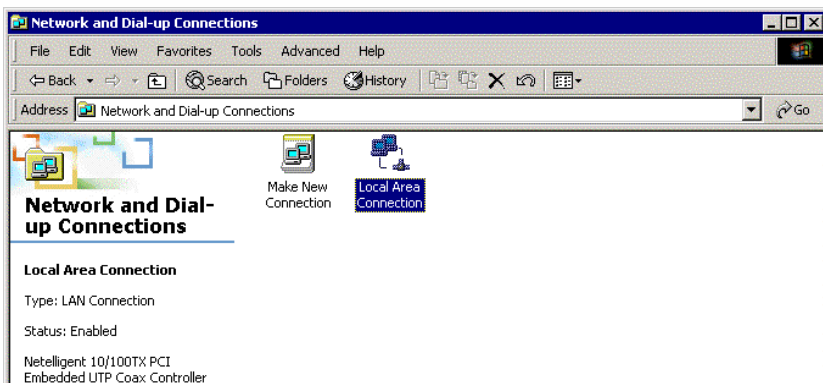 Network and Dial-up Connections
File Edit View Favorites Tools Advanced Help
Back Search Folders History
Address Network and Dial-up Connections Go
Make New
Connection
Local Area
Connection
Network and Dial-
up Connections
Local Area Connection
Type: LAN Connection
Status: Enabled
Netelligent 10/100TX PCI
Embedded UTP Coax Controller